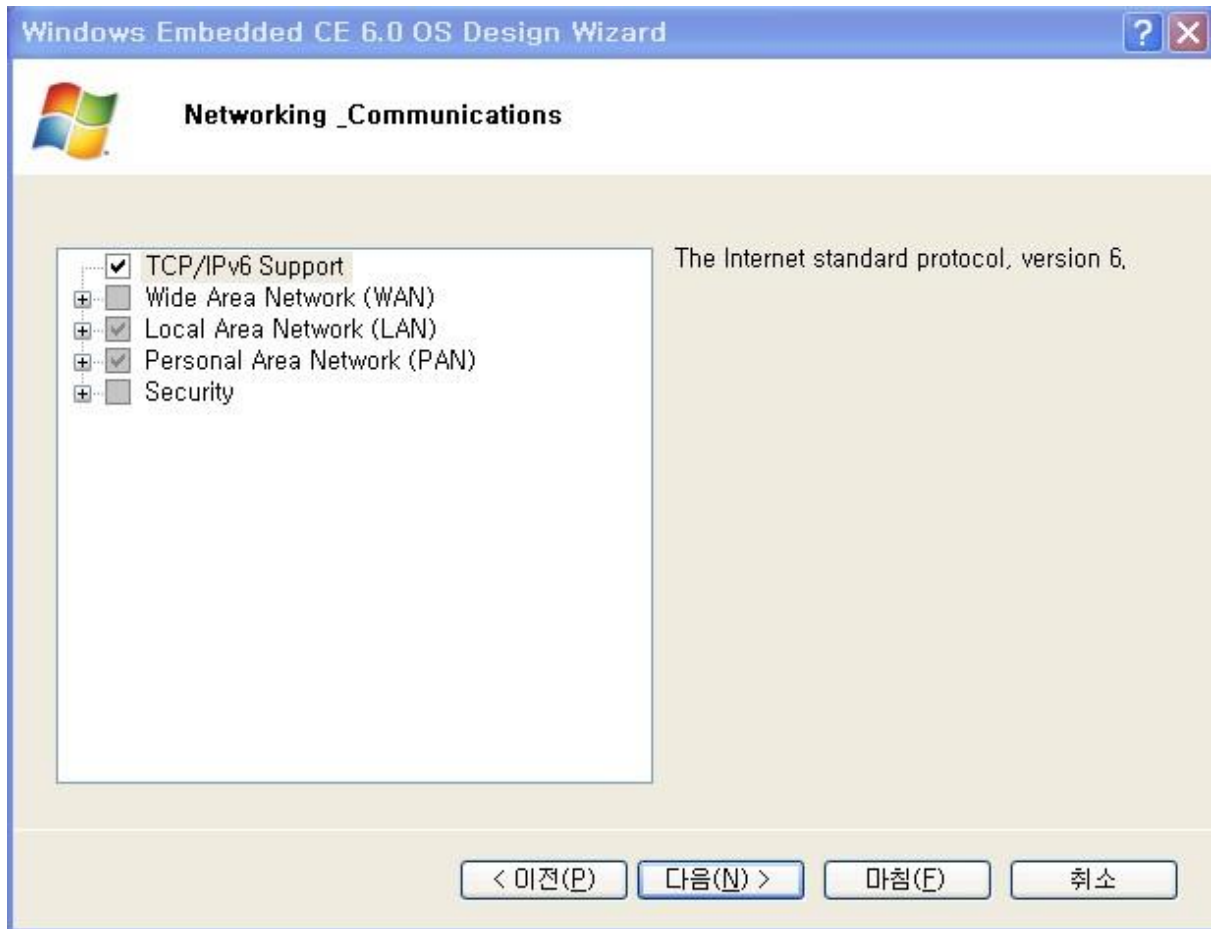 Windows Embedded CE 6.0 OS Design Wizard
Networking _Communications
TCP/IPv6 Support
Wide Area Network (WAN)
Local Area Network (LAN)
Personal Area Network (PAN)
Security
The Internet standard protocol, version 6,
< 이전(P)
다음(N) >
마침(F)
취소